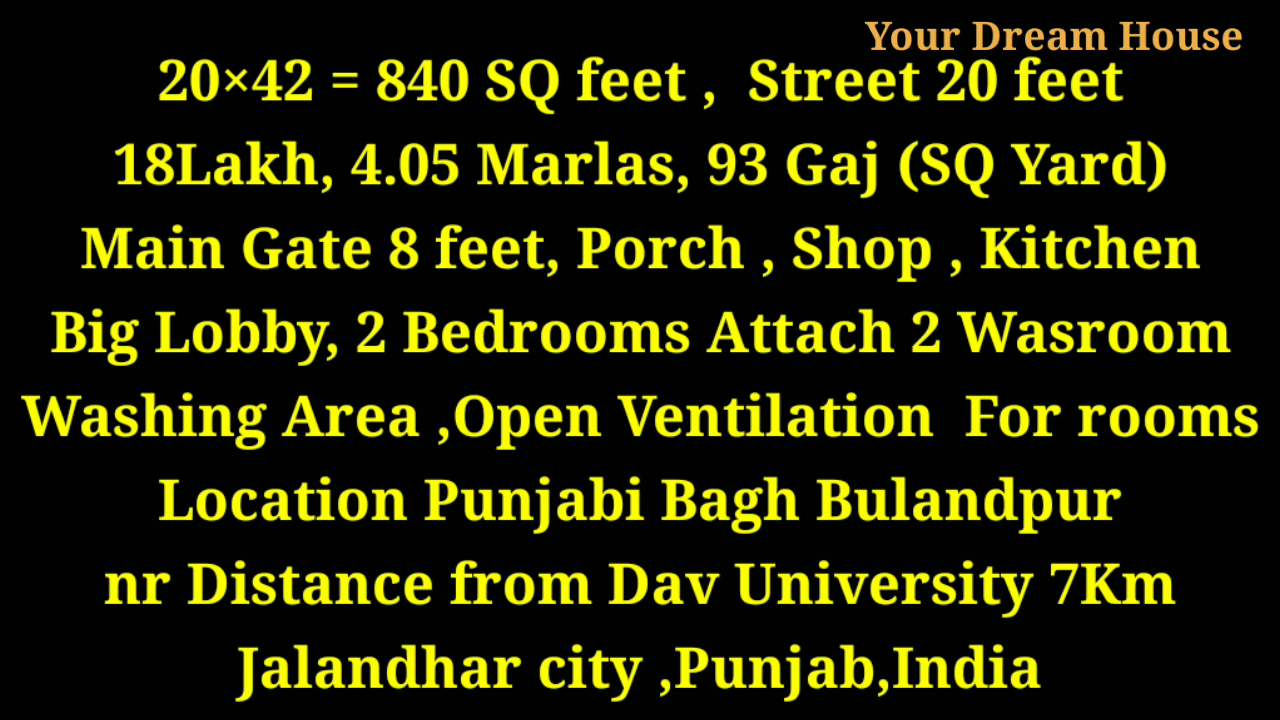 Your Dream House
20×42 = 840 SQ feet , Street 20 feet
18Lakh, 4.05 Marlas, 93 Gaj (SQ Yard)
Main Gate 8 feet, Porch , Shop , Kitchen
Big Lobby, 2 Bedrooms Attach 2 Wasroom
Washing Area ,Open Ventilation For rooms
Location Punjabi Bagh Bulandpur
nr Distance from Dav University 7Km
Jalandhar city ,Punjab,India